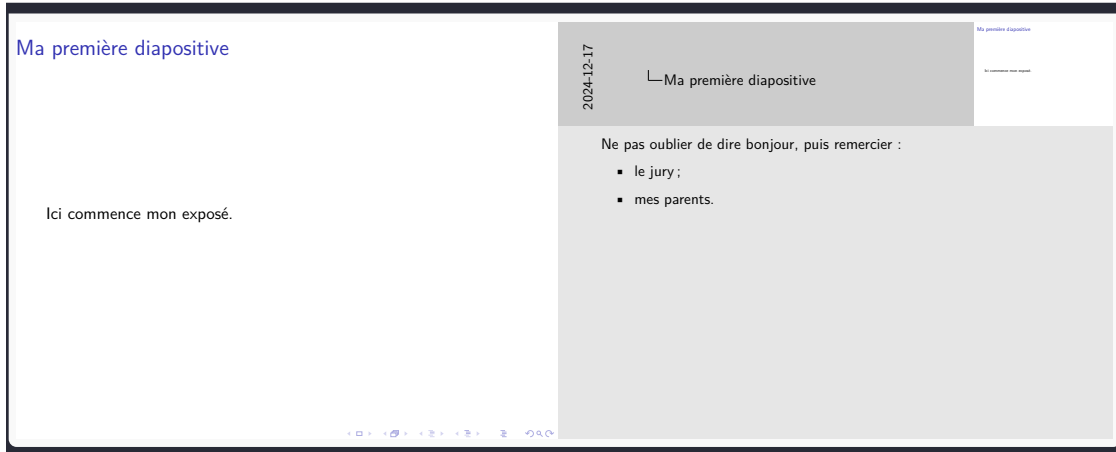 Ma première diapositive
Ici commence mon exposé.
2024-12-17
Ma première diapositive
Ma première diapositive
Ici commence mon exposé.
Ne pas oublier de dire bonjour, puis remercier :
le jury ;
mes parents.